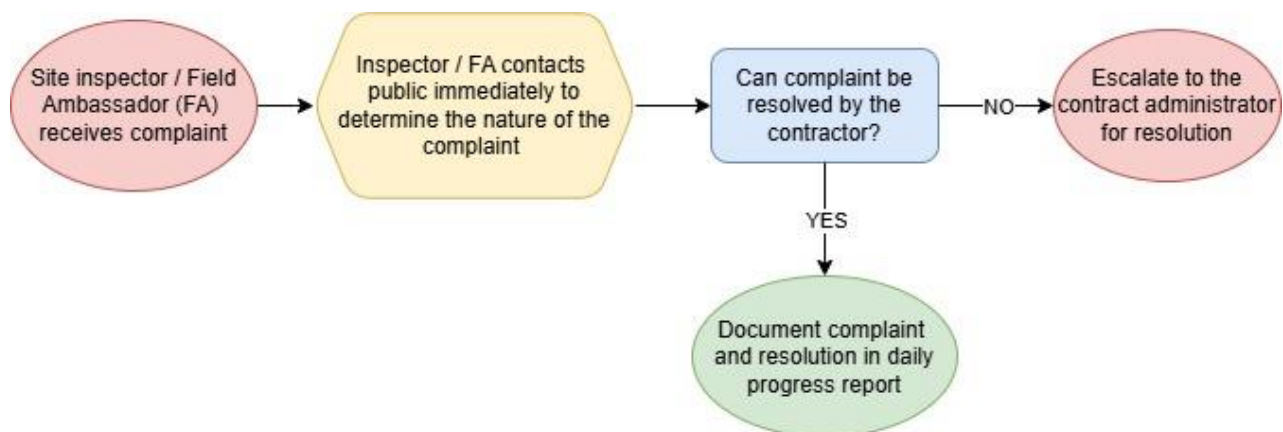 Site inspector / Field
Ambassador (FA)
receives complaint
Inspector / FA contacts
public immediately to
determine the nature of the
complaint
Can complaint be
resolved by the
contractor?
NO
Escalate to the
contract administrator
for resolution
YES
Document complaint
and resolution in daily
progress report